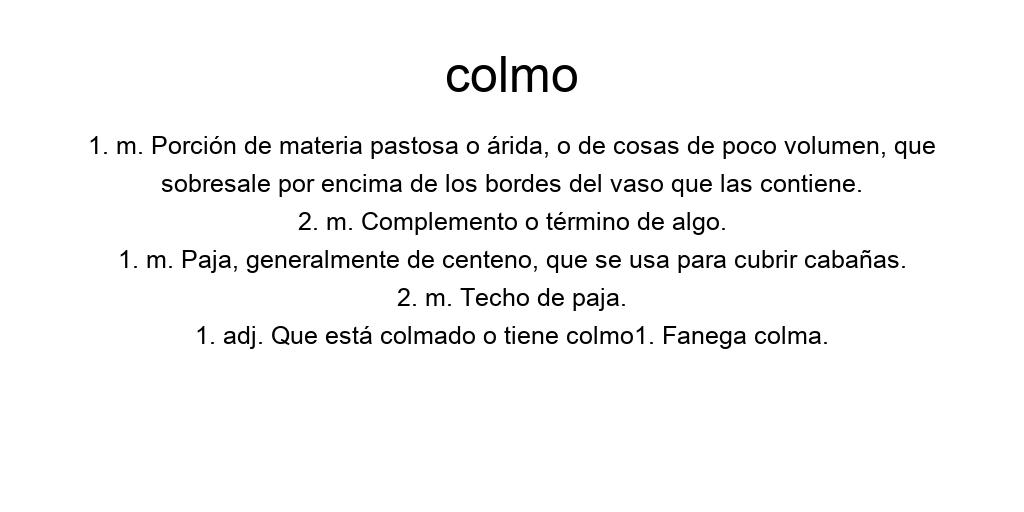 colmo
1. m. Porción de materia pastosa o árida, o de cosas de poco volumen, que
sobresale por encima de los bordes del vaso que las contiene.
2. m. Complemento o término de algo.
1. m. Paja, generalmente de centeno, que se usa para cubrir cabañas.
2. m. Techo de paja.
1. adj. Que está colmado o tiene colmo1. Fanega colma.